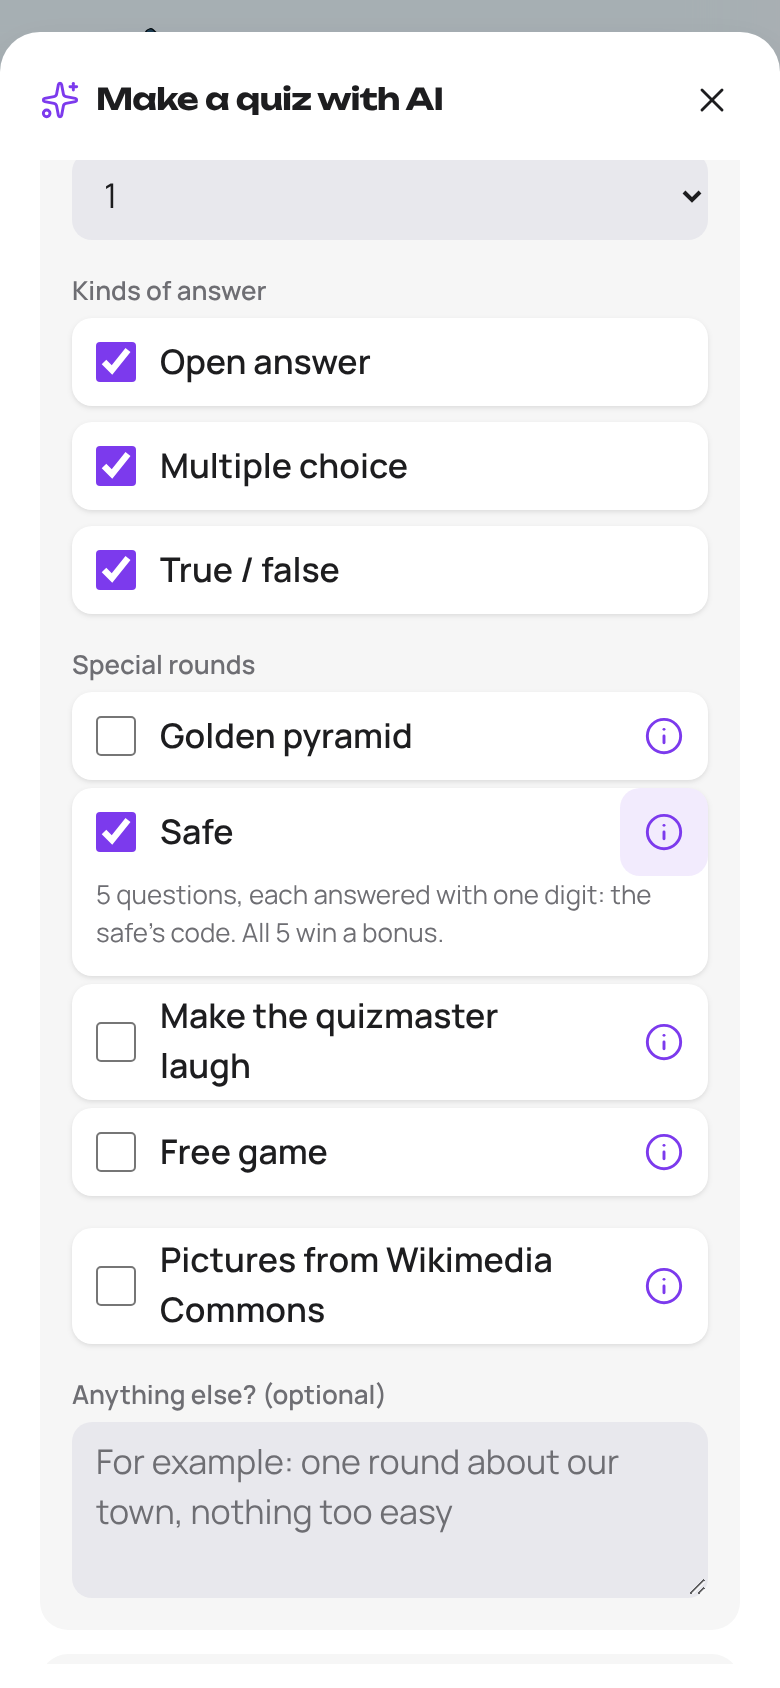 Make a quiz with AI
1
Kinds of answer
Open answer
Multiple choice
True / false
Special rounds
Golden pyramid
Safe
5 questions, each answered with one digit: the
safe's code. All 5 win a bonus.
Make the quizmaster
laugh
Free game
Pictures from Wikimedia
Commons
Anything else? (optional)
For example: one round about our
town, nothing too easy